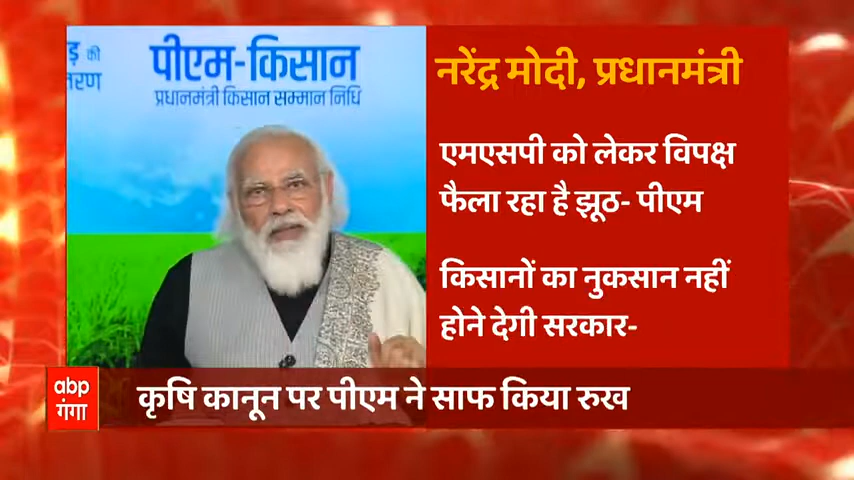 की
पीएम-किसान
प्रधानमंत्री किसान सम्मान निधि
नरेंद्र मोदी, प्रधानमंत्री
एमएसपी को लेकर विपक्ष
फैला रहा है झूठ- पीएम
किसानों का नुकसान नहीं
होने देगी सरकार-
abp
गंगा
कृषि कानून पर पीएम ने साफ किया रुख